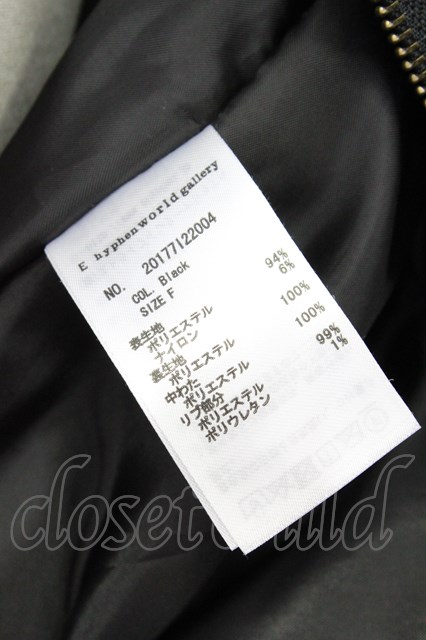 E hyphen world gallery
NO. 20177122004
COL. Black
SIZE F
表生地
ポリエステル 94%
ナイロン 6%
裏生地
ポリエステル 100%
中わた
ポリエステル 100%
リブ部分
ポリエステル 99%
ポリウレタン 1%
closet child